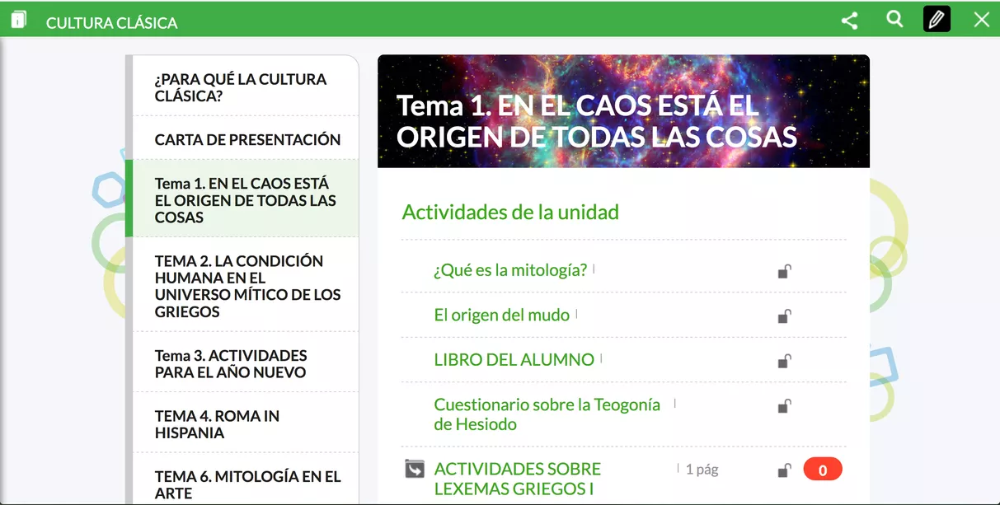 CULTURA CLÁSICA
¿PARA QUÉ LA CULTURA
CLÁSICA?
CARTA DE PRESENTACIÓN
Tema 1. EN EL CAOS ESTÁ
EL ORIGEN DE TODAS LAS
COSAS
TEMA 2. LA CONDICIÓN
HUMANA EN EL
UNIVERSO MÍTICO DE LOS
GRIEGOS
Tema 3. ACTIVIDADES
PARA EL AÑO NUEVO
TEMA 4. ROMA IN
HISPANIA
TEMA 6. MITOLOGÍA EN EL
ARTE
Tema 1. EN EL CAOS ESTÁ EL
ORIGEN DE TODAS LAS COSAS
Actividades de la unidad
¿Qué es la mitología?
El origen del mudo
LIBRO DEL ALUMNO
Cuestionario sobre la Teogonía
de Hesiodo
ACTIVIDADES SOBRE
LEXEMAS GRIEGOS I
1 pág
0